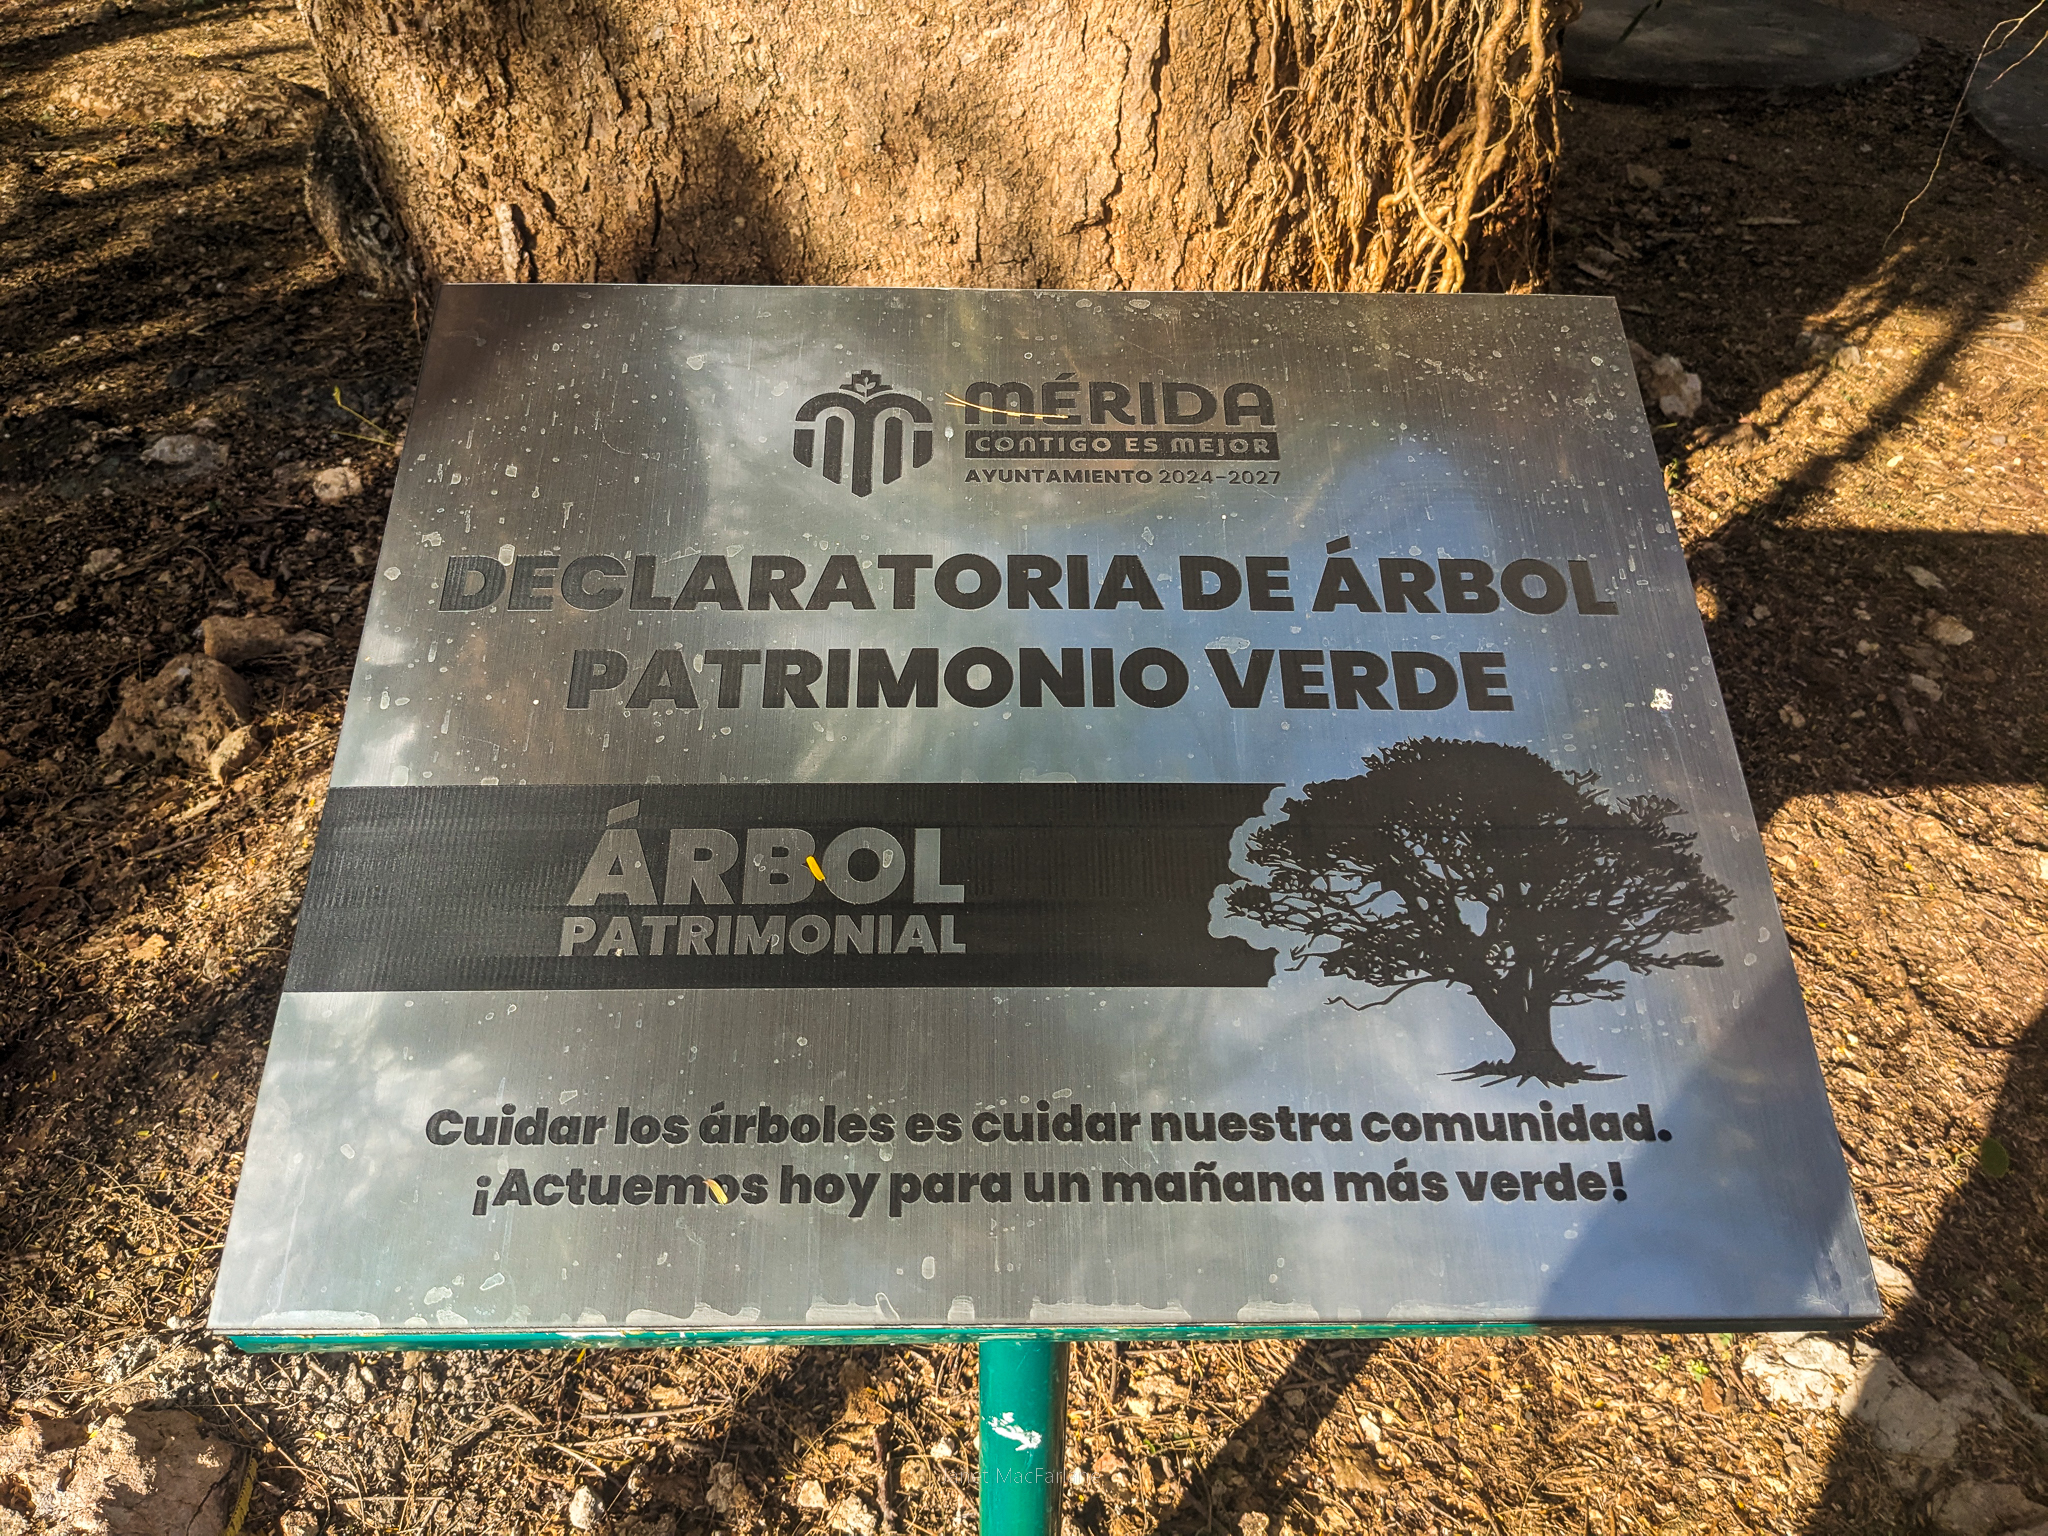 MÉRIDA
CONTIGO ES MEJOR
AYUNTAMIENTO 2024-2027
DECLARATORIA DE ÁRBOL
PATRIMONIO VERDE
ÁRBOL
PATRIMONIAL
Cuidar los árboles es cuidar nuestra comunidad.
¡Actuemos hoy para un mañana más verde!